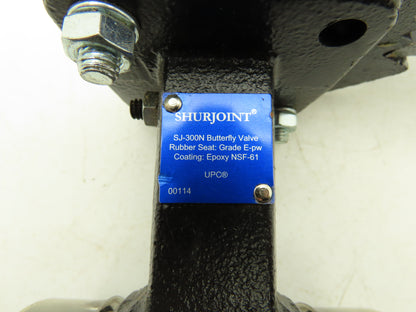 SHURJOINT®
SJ-300N Butterfly Valve
Rubber Seat: Grade E-pw
Coating: Epoxy NSF-61
UPC®
00114